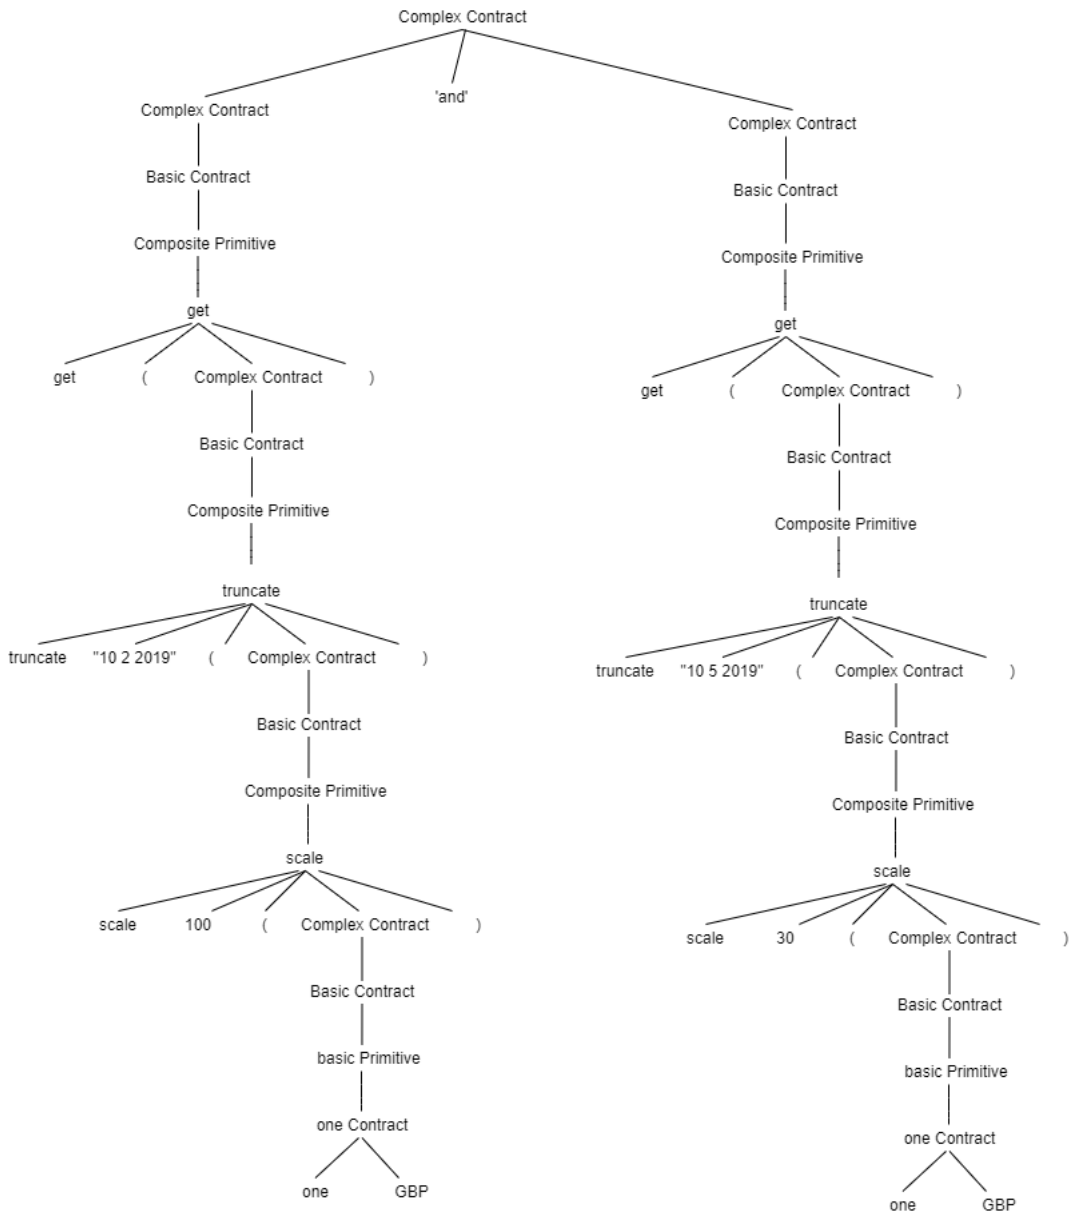 Complex Contract
Complex Contract
'and'
Complex Contract
Basic Contract
Basic Contract
Composite Primitive
Composite Primitive
get
get
get ( Complex Contract )
get ( Complex Contract )
Basic Contract
Basic Contract
Composite Primitive
Composite Primitive
truncate
truncate
truncate "10 2 2019" ( Complex Contract )
truncate "10 5 2019" ( Complex Contract )
Basic Contract
Basic Contract
Composite Primitive
Composite Primitive
scale
scale
scale 100 ( Complex Contract )
scale 30 ( Complex Contract )
Basic Contract
Basic Contract
basic Primitive
basic Primitive
one Contract
one Contract
one GBP
one GBP